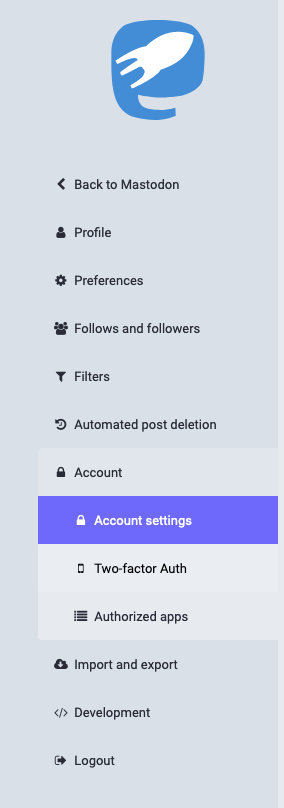 Back to Mastodon
Profile
Preferences
Follows and followers
Filters
Automated post deletion
Account
Account settings
Two-factor Auth
Authorized apps
Import and export
Development
Logout